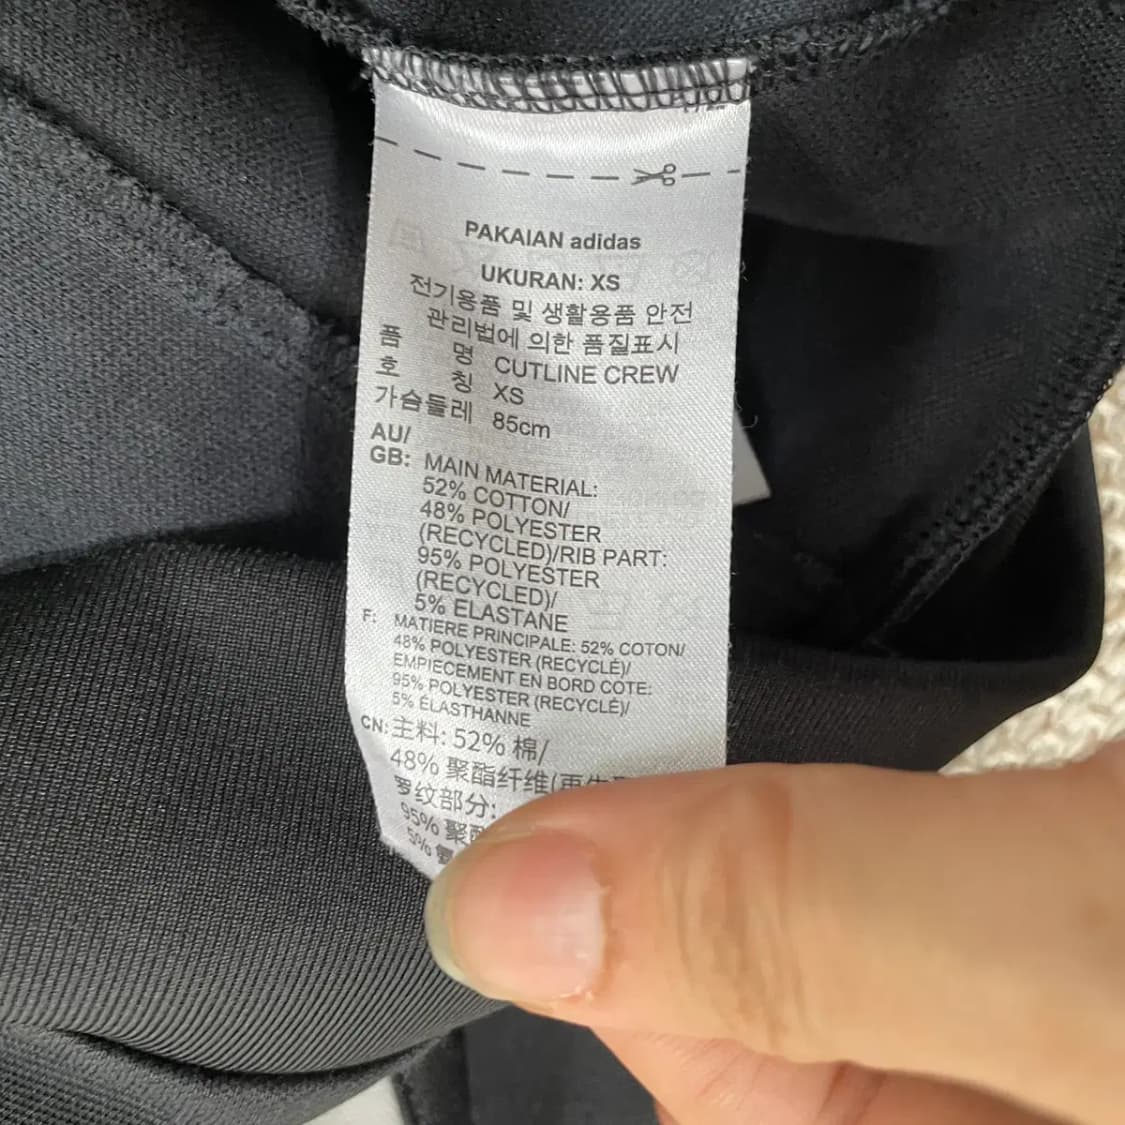 PAKAIAN adidas
UKURAN: XS
전기용품 및 생활용품 안전
관리법에 의한 품질표시
품 명 CUTLINE CREW
호 칭 XS
가슴둘레 85cm
AU/
GB: MAIN MATERIAL:
52% COTTON/
48% POLYESTER
(RECYCLED)/RIB PART:
95% POLYESTER
(RECYCLED)/
5% ELASTANE
F: MATIERE PRINCIPALE: 52% COTON/
48% POLYESTER (RECYCLÉ)/
EMPIECEMENT EN BORD COTE:
95% POLYESTER (RECYCLÉ)/
5% ÉLASTHANNE
CN: 主料: 52% 棉/
48% 聚酯纤维(再生
罗纹部分:
95% 聚酯
5%